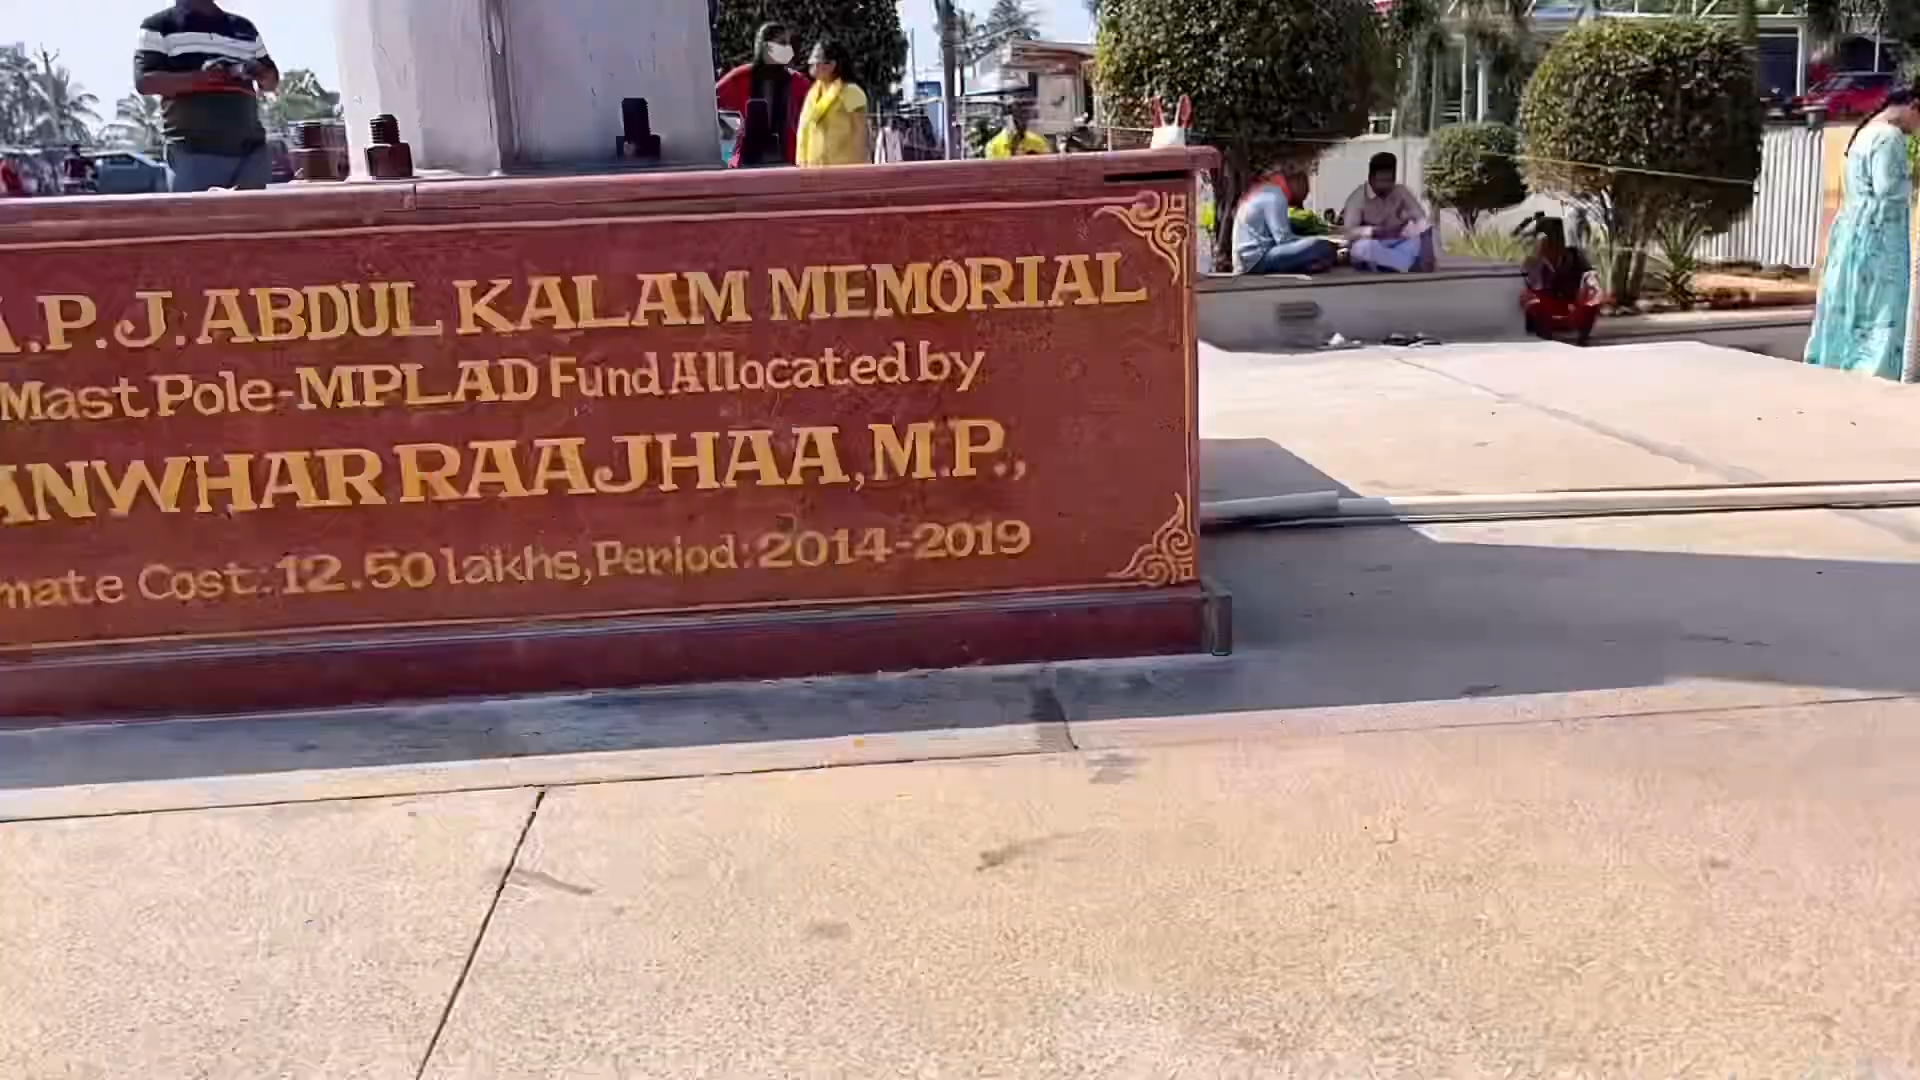 A.P.J. ABDUL KALAM MEMORIAL
Mast Pole-MPLAD Fund Allocated by
ANWHAR RAAJHAA, M.P.,
mate Cost: 12.50 lakhs, Period: 2014-2019